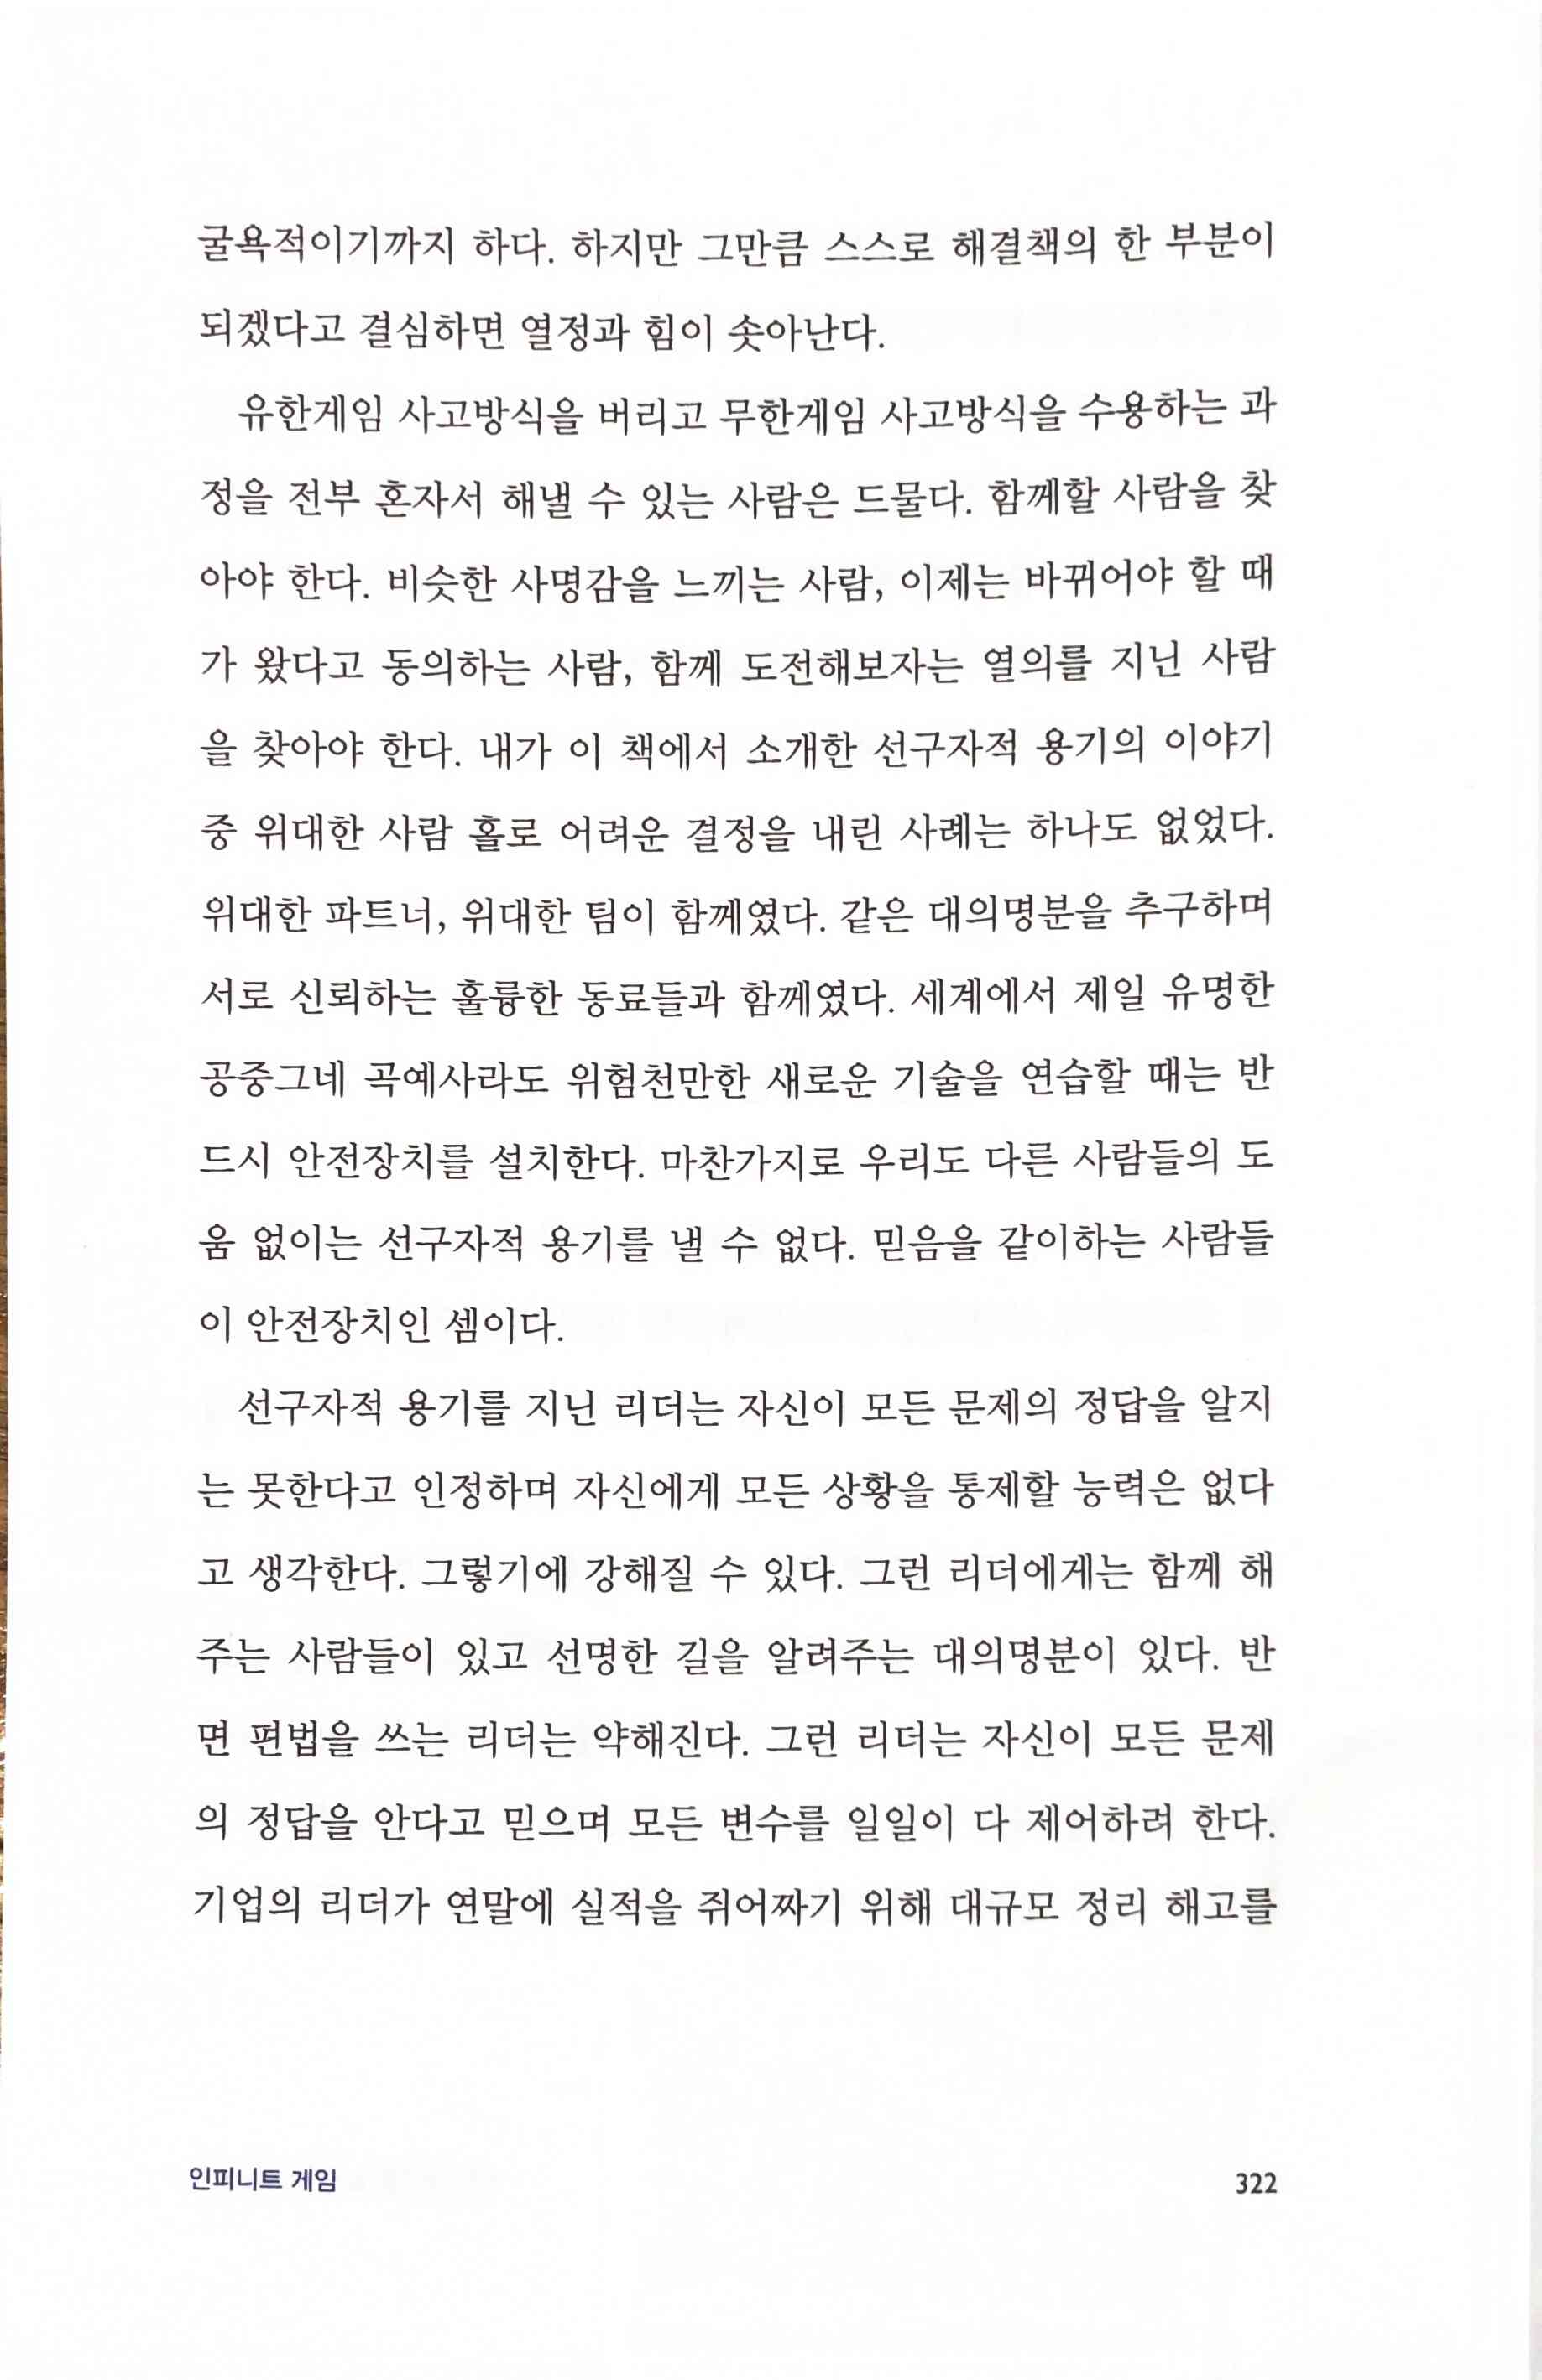 굴욕적이기까지 하다. 하지만 그만큼 스스로 해결책의 한 부분이
되겠다고 결심하면 열정과 힘이 솟아난다.
유한게임 사고방식을 버리고 무한게임 사고방식을 수용하는 과
정을 전부 혼자서 해낼 수 있는 사람은 드물다. 함께할 사람을 찾
아야 한다. 비슷한 사명감을 느끼는 사람, 이제는 바뀌어야 할 때
가 왔다고 동의하는 사람, 함께 도전해보자는 열의를 지닌 사람
을 찾아야 한다. 내가 이 책에서 소개한 선구자적 용기의 이야기
중 위대한 사람 홀로 어려운 결정을 내린 사례는 하나도 없었다.
위대한 파트너, 위대한 팀이 함께였다. 같은 대의명분을 추구하며
서로 신뢰하는 훌륭한 동료들과 함께였다. 세계에서 제일 유명한
공중그네 곡예사라도 위험천만한 새로운 기술을 연습할 때는 반
드시 안전장치를 설치한다. 마찬가지로 우리도 다른 사람들의 도
움 없이는 선구자적 용기를 낼 수 없다. 믿음을 같이하는 사람들
이 안전장치인 셈이다.
선구자적 용기를 지닌 리더는 자신이 모든 문제의 정답을 알지
는 못한다고 인정하며 자신에게 모든 상황을 통제할 능력은 없다
고 생각한다. 그렇기에 강해질 수 있다. 그런 리더에게는 함께 해
주는 사람들이 있고 선명한 길을 알려주는 대의명분이 있다. 반
면 편법을 쓰는 리더는 약해진다. 그런 리더는 자신이 모든 문제
의 정답을 안다고 믿으며 모든 변수를 일일이 다 제어하려 한다.
기업의 리더가 연말에 실적을 쥐어짜기 위해 대규모 정리 해고를
인피니트 게임
322